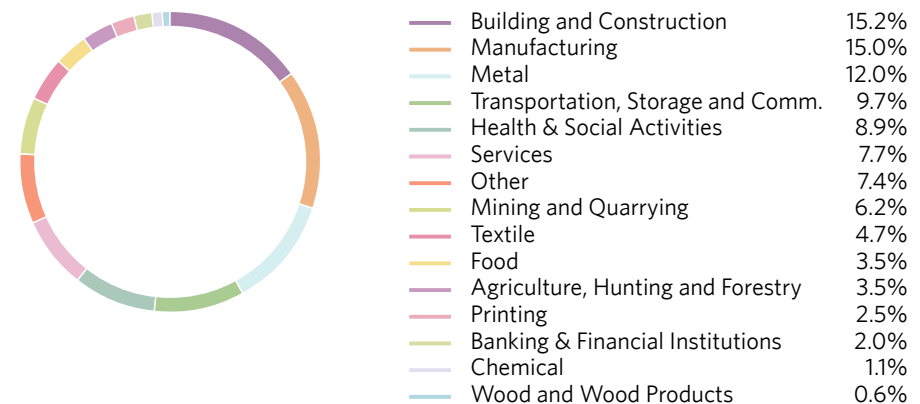 Building and Construction 15.2%
Manufacturing 15.0%
Metal 12.0%
Transportation, Storage and Comm. 9.7%
Health & Social Activities 8.9%
Services 7.7%
Other 7.4%
Mining and Quarrying 6.2%
Textile 4.7%
Food 3.5%
Agriculture, Hunting and Forestry 3.5%
Printing 2.5%
Banking & Financial Institutions 2.0%
Chemical 1.1%
Wood and Wood Products 0.6%